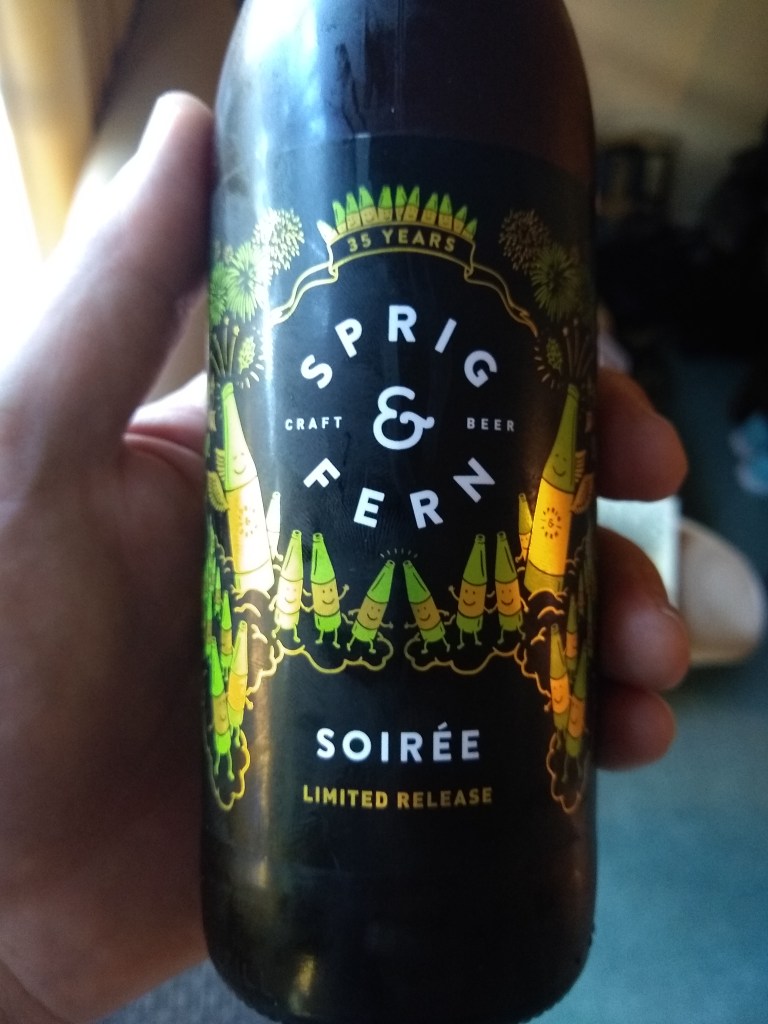 35 YEARS
SPRIG
CRAFT & BEER
FERN
SOIRÉE
LIMITED RELEASE